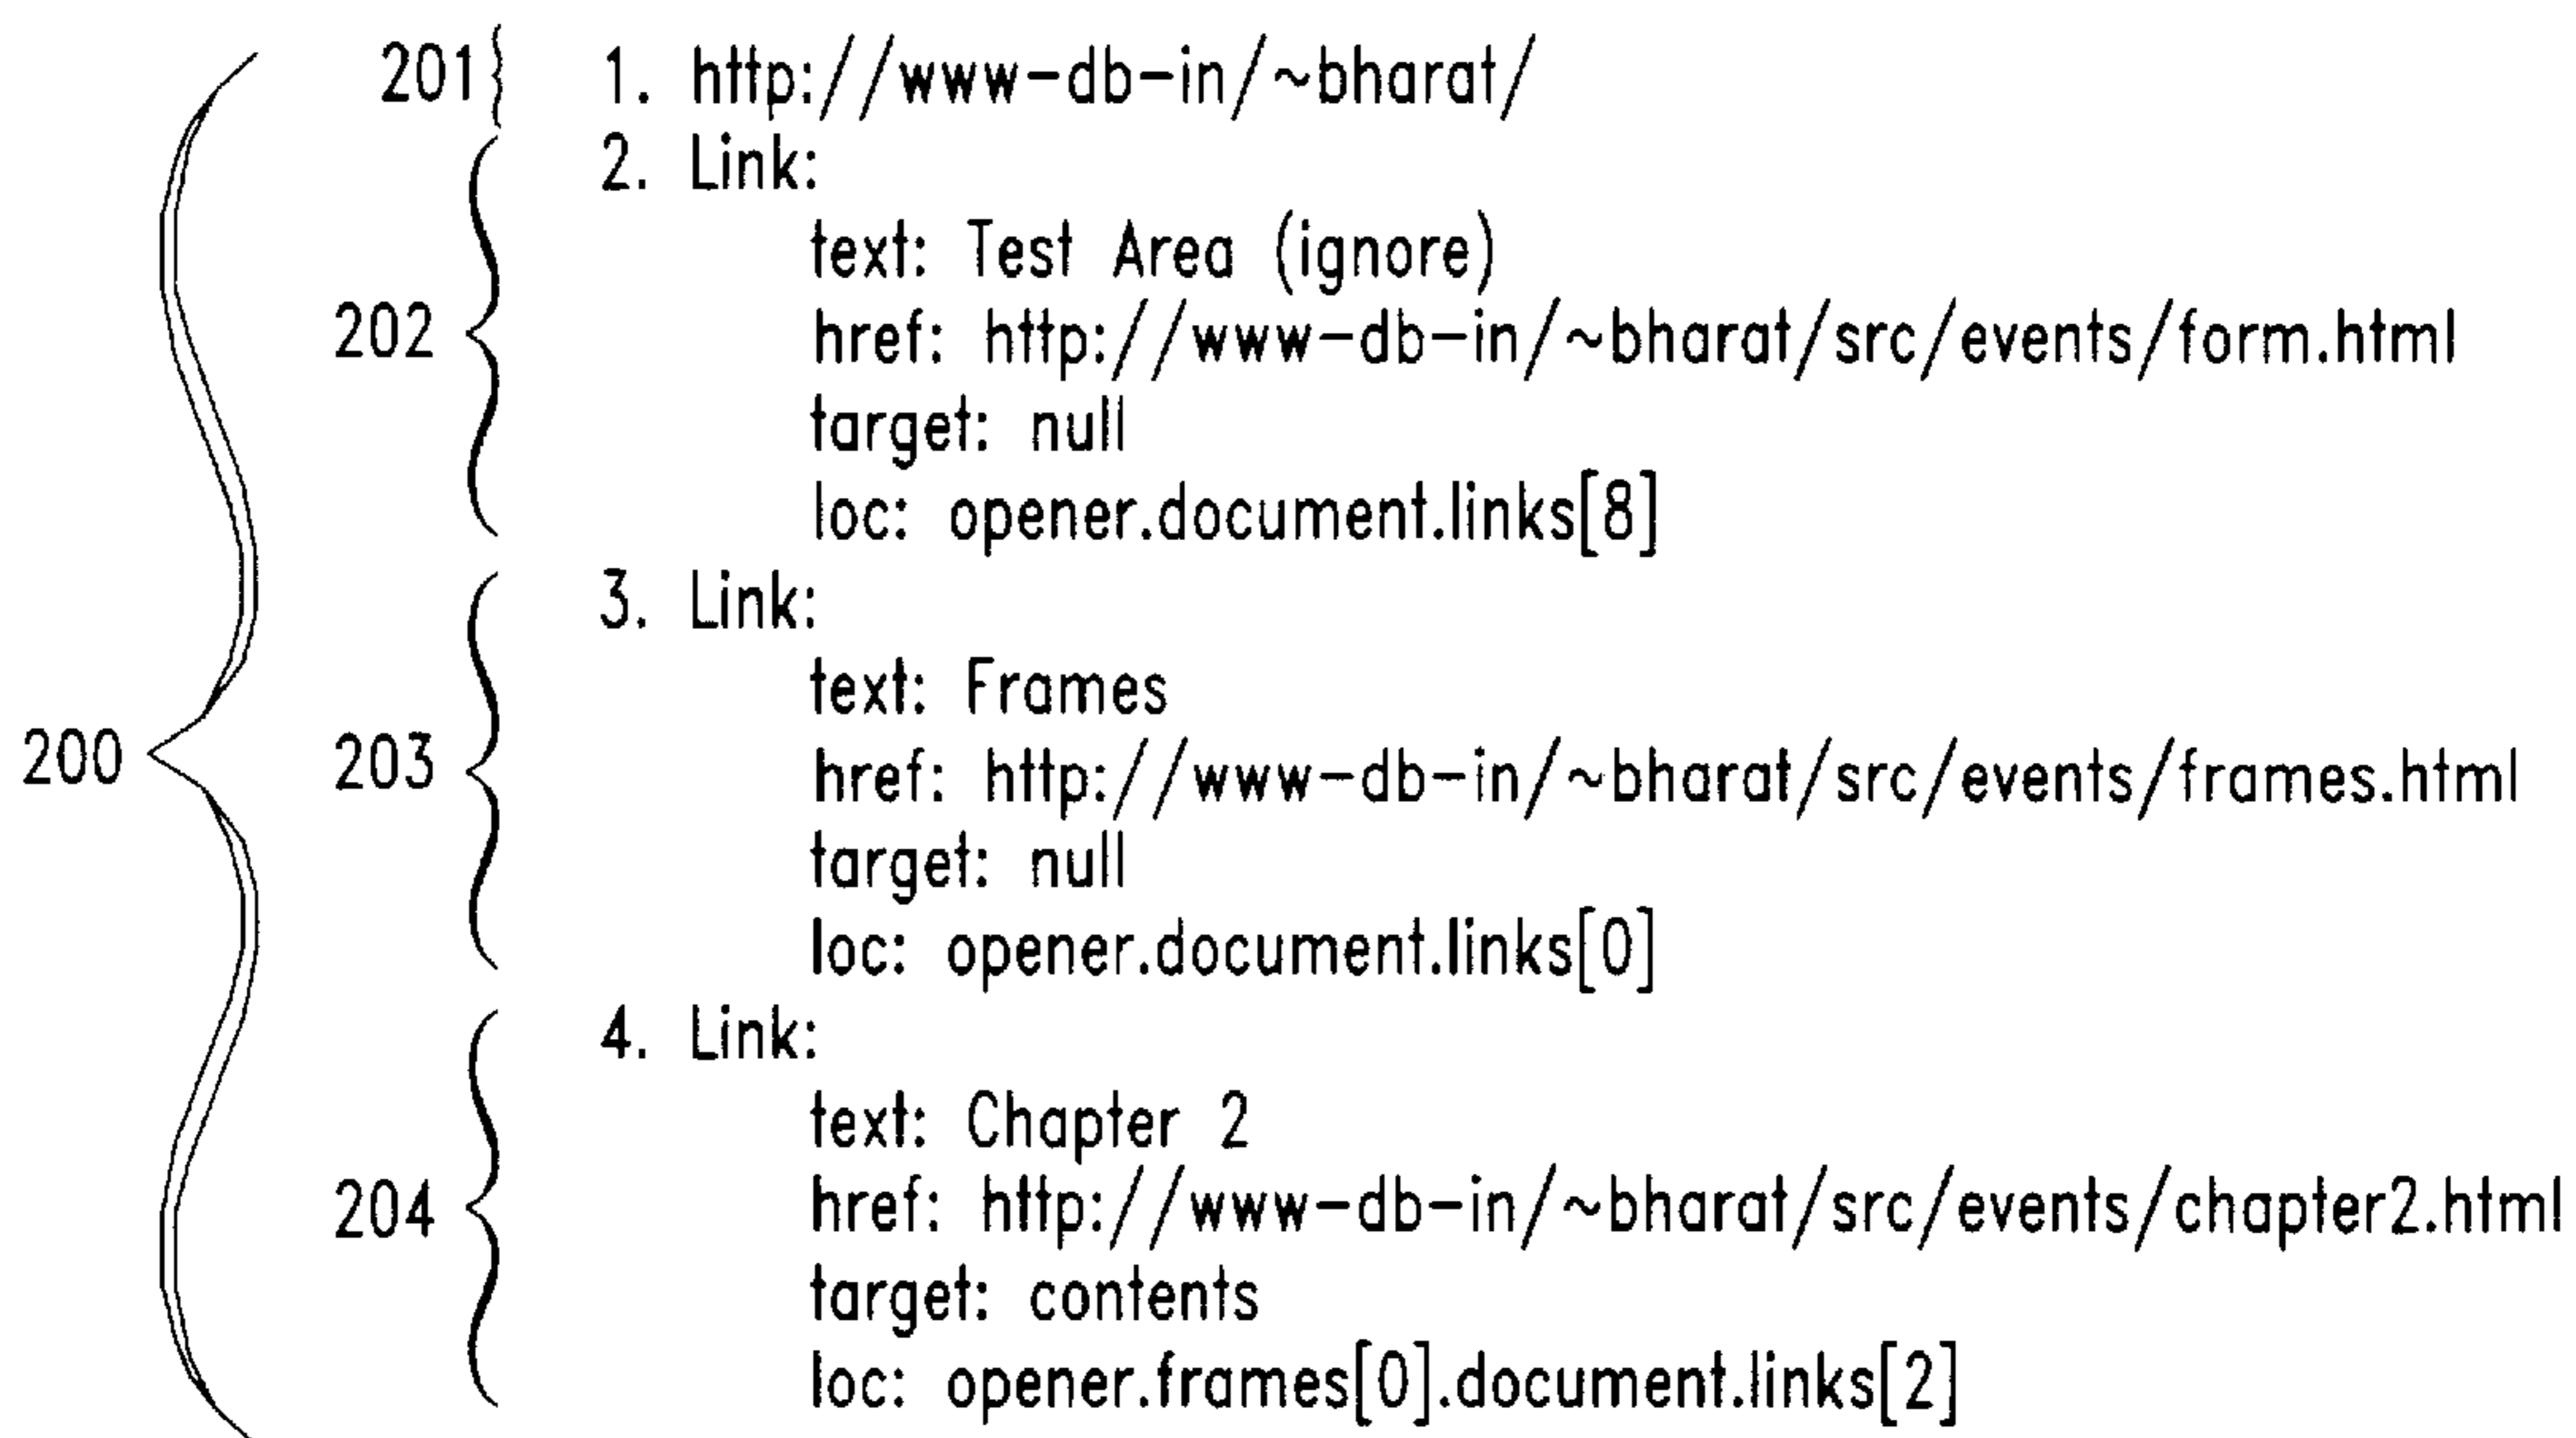 201 1. http://www-db-in/~bharat/
2. Link:
text: Test Area (ignore)
202 href: http://www-db-in/~bharat/src/events/form.html
target: null
loc: opener.document.links[8]
3. Link:
text: Frames
200 203 href: http://www-db-in/~bharat/src/events/frames.html
target: null
loc: opener.document.links[0]
4. Link:
text: Chapter 2
204 href: http://www-db-in/~bharat/src/events/chapter2.html
target: contents
loc: opener.frames[0].document.links[2]